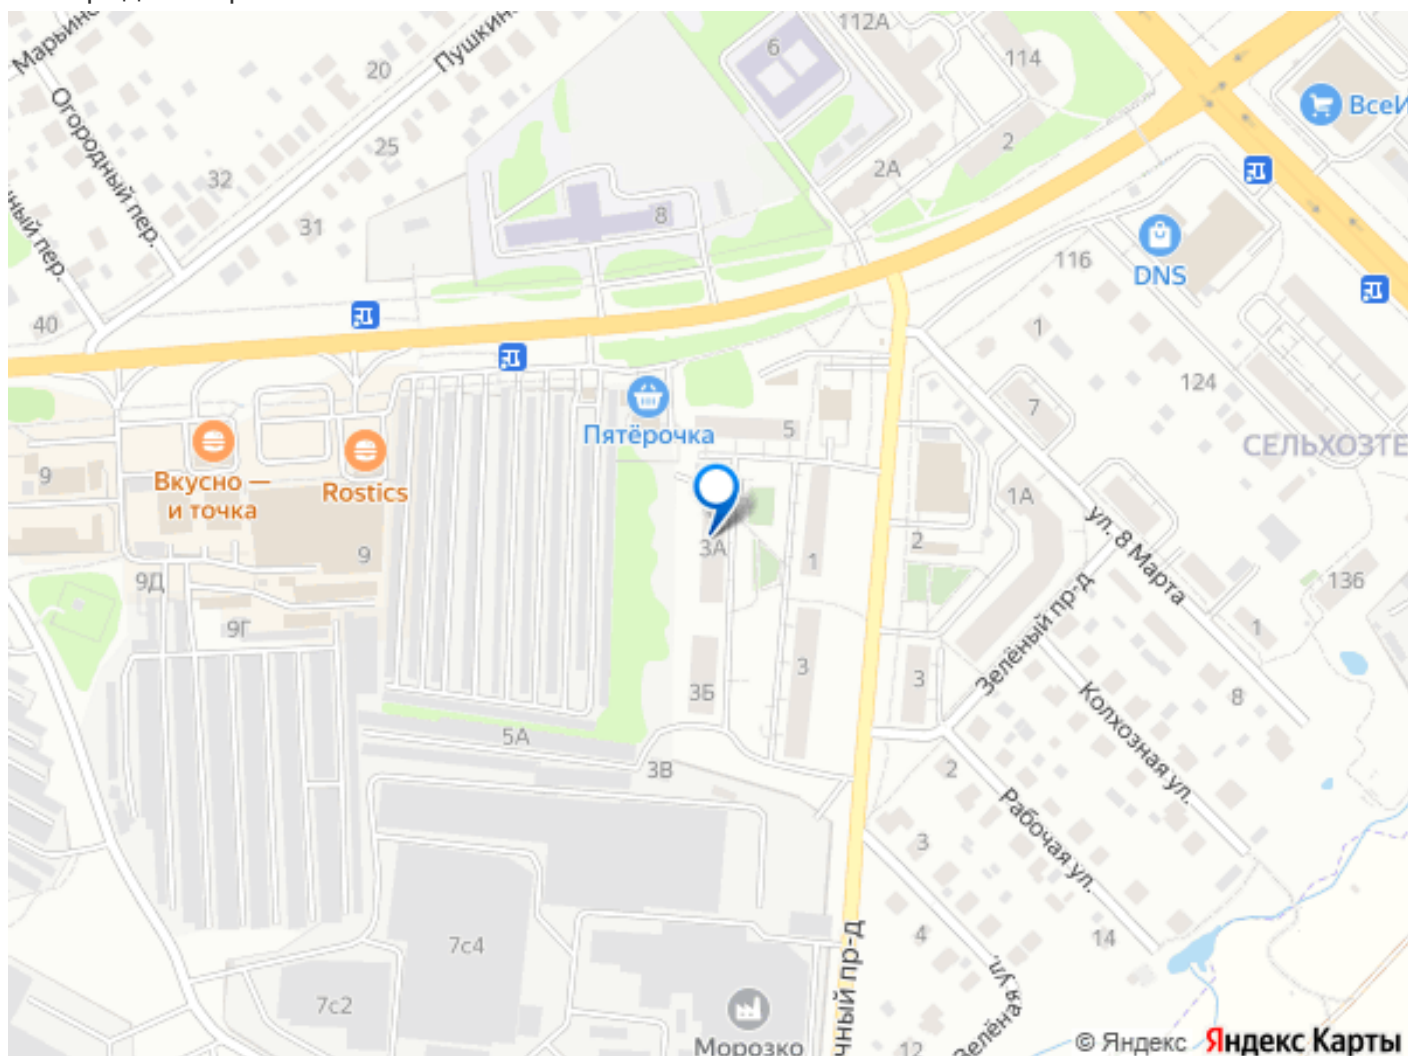 112А
6
114
Марьинс
Пушкинс
20
ВсеИ
Огородный пер.
25
2
2А
32
ный пер.
8
31
116
DNS
40
1
124
7
Пятёрочка
5
СЕЛЬХОЗТЕ
9
Вкусно —
и точка
Rostics
1А
ул. 8 Марта
3А
9
1
2
9Д
136
Зелёный пр-д
9Г
1
3
3
3Б
8
Колхозная ул.
5А
3В
2
Рабочая ул.
3
7с4
4
14
чный пр-д
7с2
Зелёная ул.
Морозко
12
© Яндекс Яндекс Карты